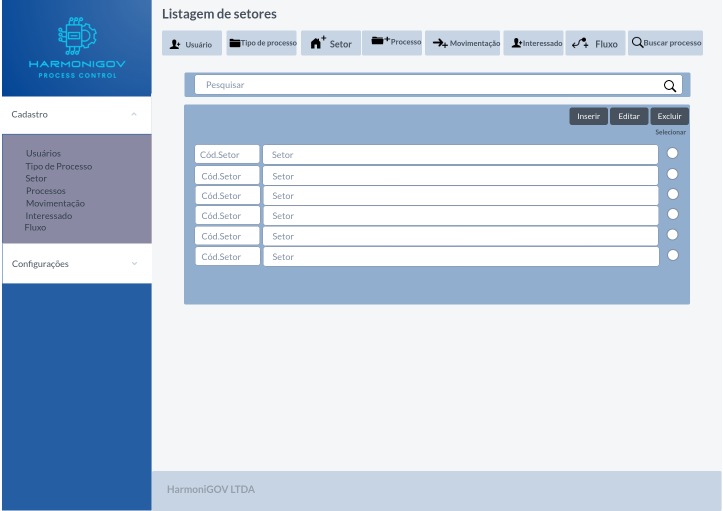 HARMONIGOV
PROCESS CONTROL
Cadastro
Usuários
Tipo de Processo
Setor
Processos
Movimentação
Interessado
Fluxo
Configurações
Listagem de setores
Usuário
Tipo de processo
Setor
Processo
Movimentação
Interessado
Fluxo
Buscar processo
Pesquisar
Inserir Editar Excluir
Selecionar
Cód.Setor Setor
Cód.Setor Setor
Cód.Setor Setor
Cód.Setor Setor
Cód.Setor Setor
Cód.Setor Setor
HarmoniGOV LTDA